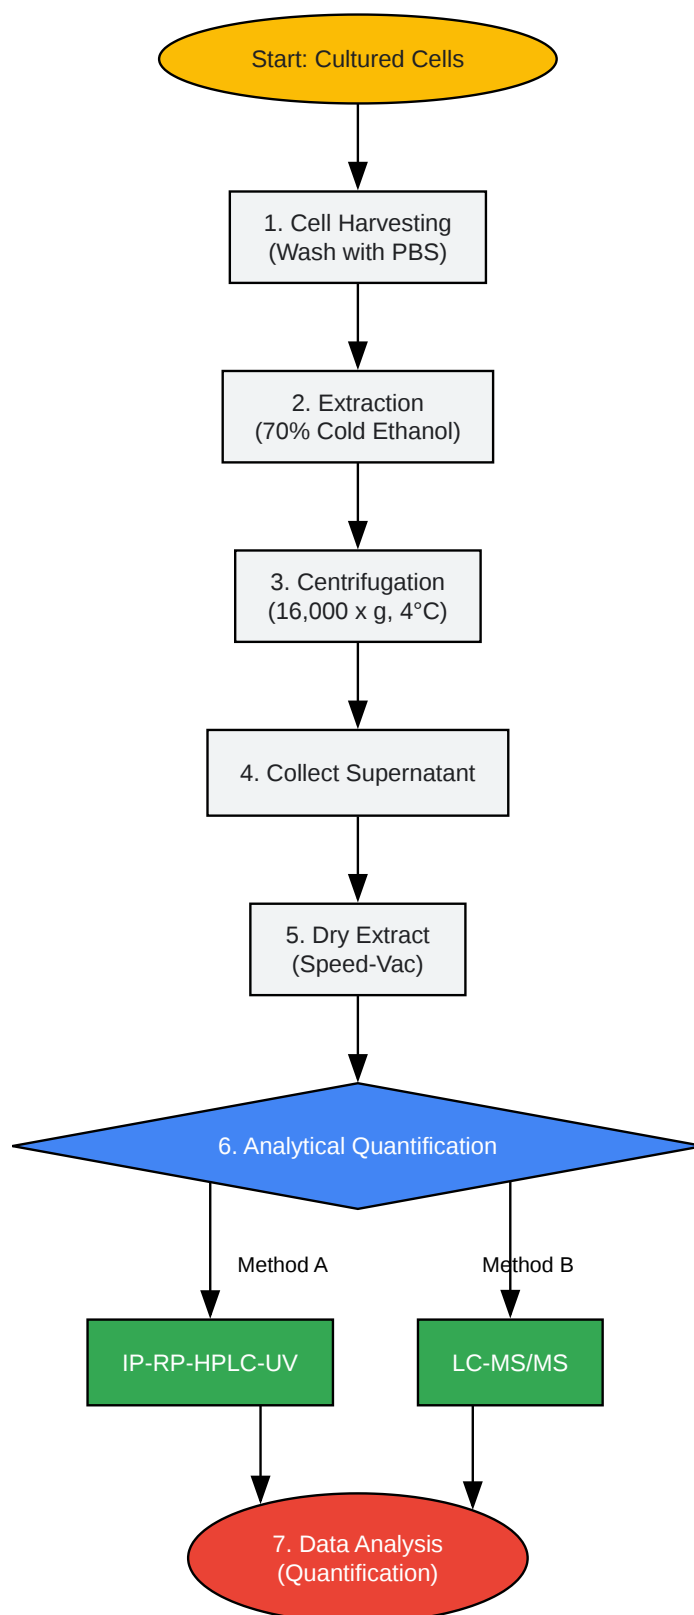 Start: Cultured Cells
1. Cell Harvesting
(Wash with PBS)
2. Extraction
(70% Cold Ethanol)
3. Centrifugation
(16,000 x g, 4°C)
4. Collect Supernatant
5. Dry Extract
(Speed-Vac)
6. Analytical Quantification
Method A
Method B
IP-RP-HPLC-UV
LC-MS/MS
7. Data Analysis
(Quantification)